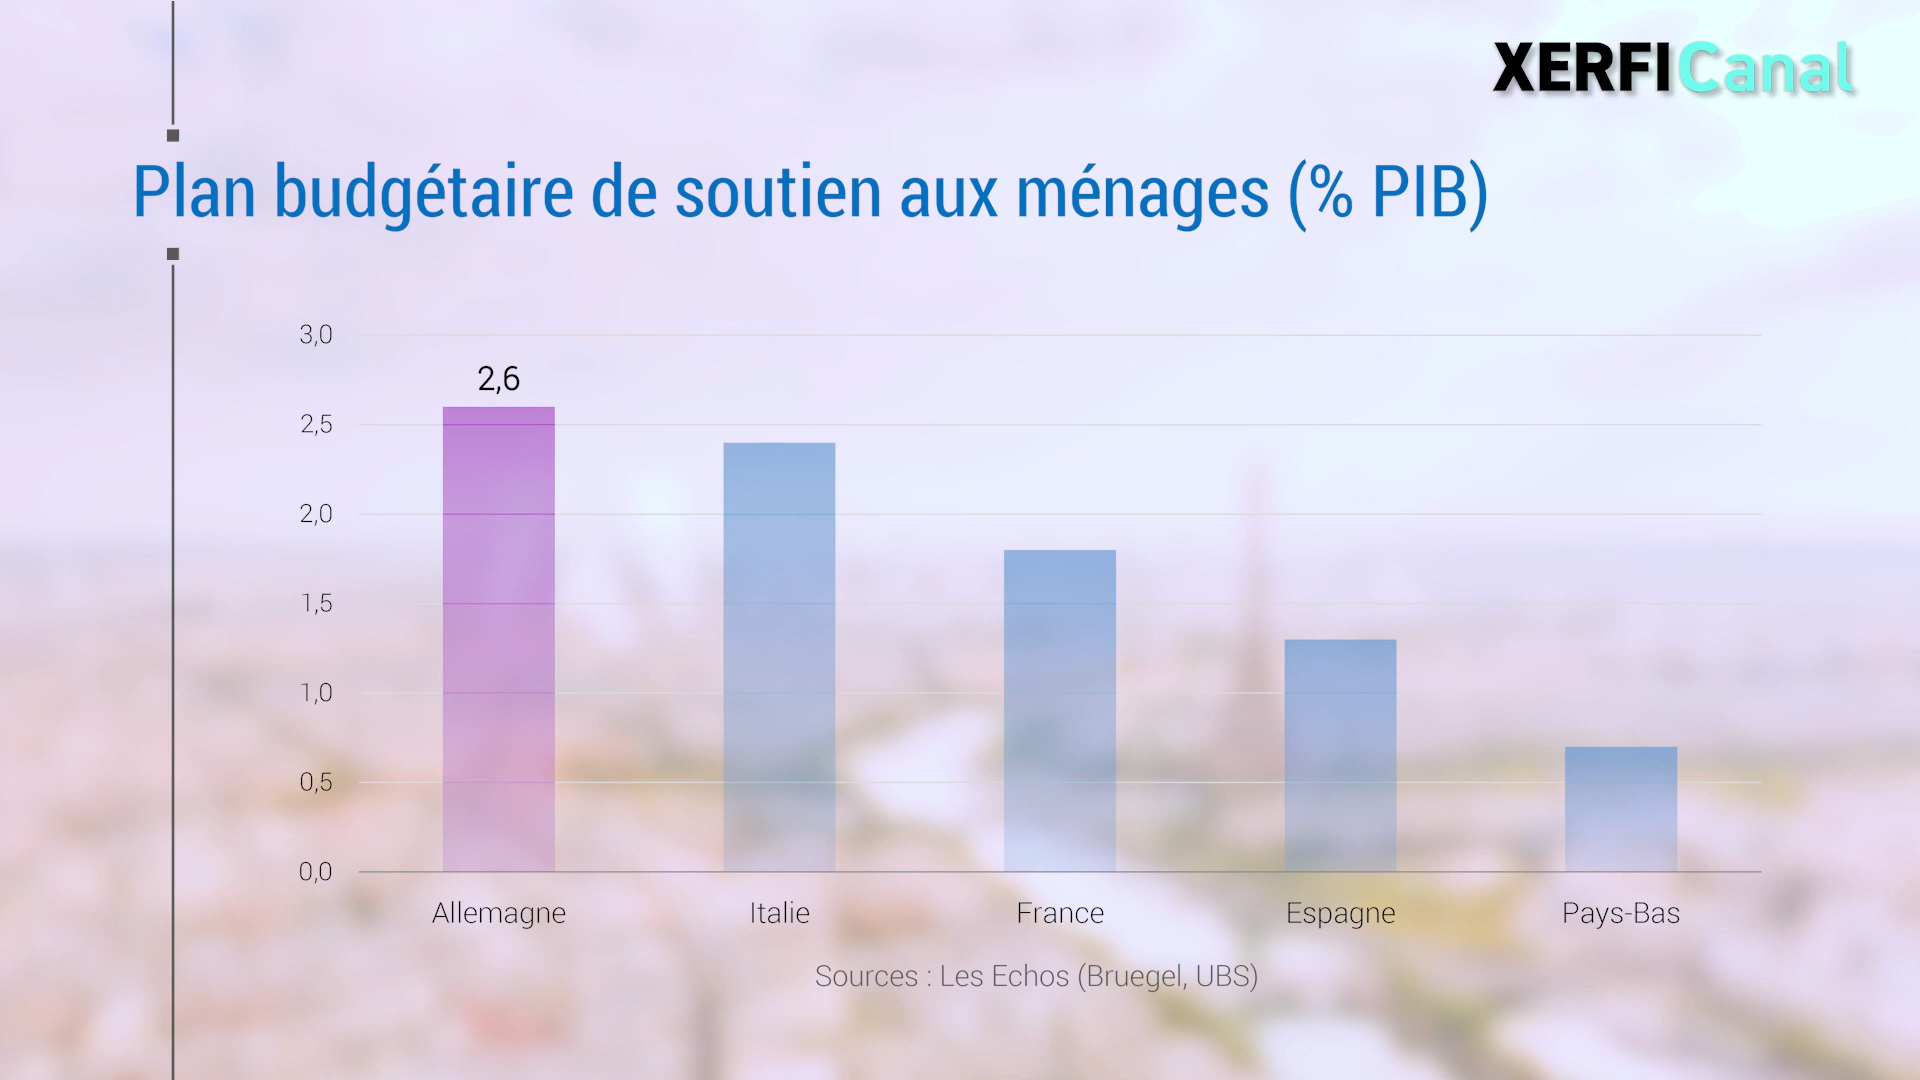 XERFI Canal
Plan budgétaire de soutien aux ménages (% PIB)
3,0
2,6
2,5
2,0
1,5
1,0
0,5
0,0
Allemagne Italie France Espagne Pays-Bas
Sources : Les Echos (Bruegel, UBS)